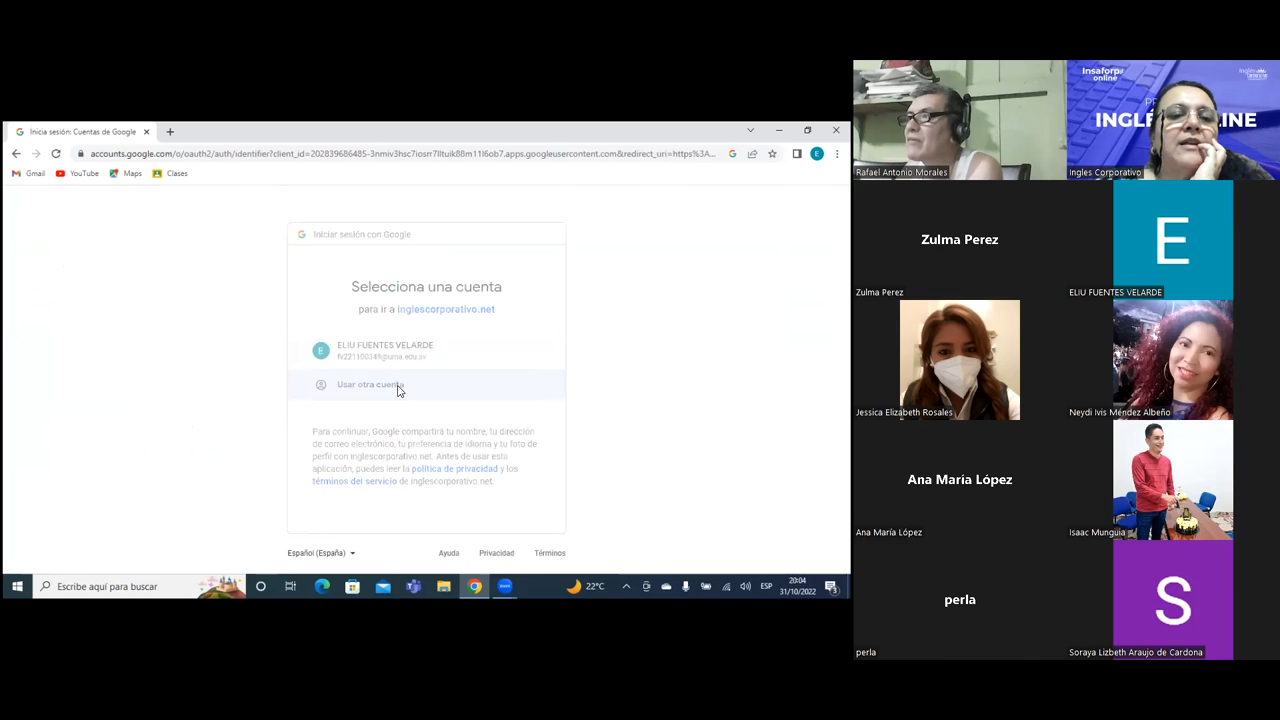 Inicia sesión: Cuentas de Google
accounts.google.com/o/oauth2/auth/identifier?client_id=202839686485-3nmiv3hsc7iosrr7lltuik88m11l6ob7.apps.googleusercontent.com&redirect_uri=https%3A...
Gmail YouTube Maps Clases
Iniciar sesión con Google
Selecciona una cuenta
para ir a inglescorporativo.net
E ELIU FUENTES VELARDE
fv221100349@uma.edu.sv
Usar otra cuenta
Para continuar, Google compartirá tu nombre, tu dirección
de correo electrónico, tu preferencia de idioma y tu foto de
perfil con inglescorporativo.net. Antes de usar esta
aplicación, puedes leer la política de privacidad y los
términos del servicio de inglescorporativo.net.
Español (España) Ayuda Privacidad Términos
Escribe aquí para buscar
22°C ESP
20:04
31/10/2022
3
Rafael Antonio Morales
Insaforp
online
INGLÉ NLINE
Ingles Corporativo
Zulma Perez
Zulma Perez
E
ELIU FUENTES VELARDE
Jessica Elizabeth Rosales
Neydi Ivis Méndez Albeño
Ana María López
Ana María López
Isaac Munguia
perla
perla
S
Soraya Lizbeth Araujo de Cardona